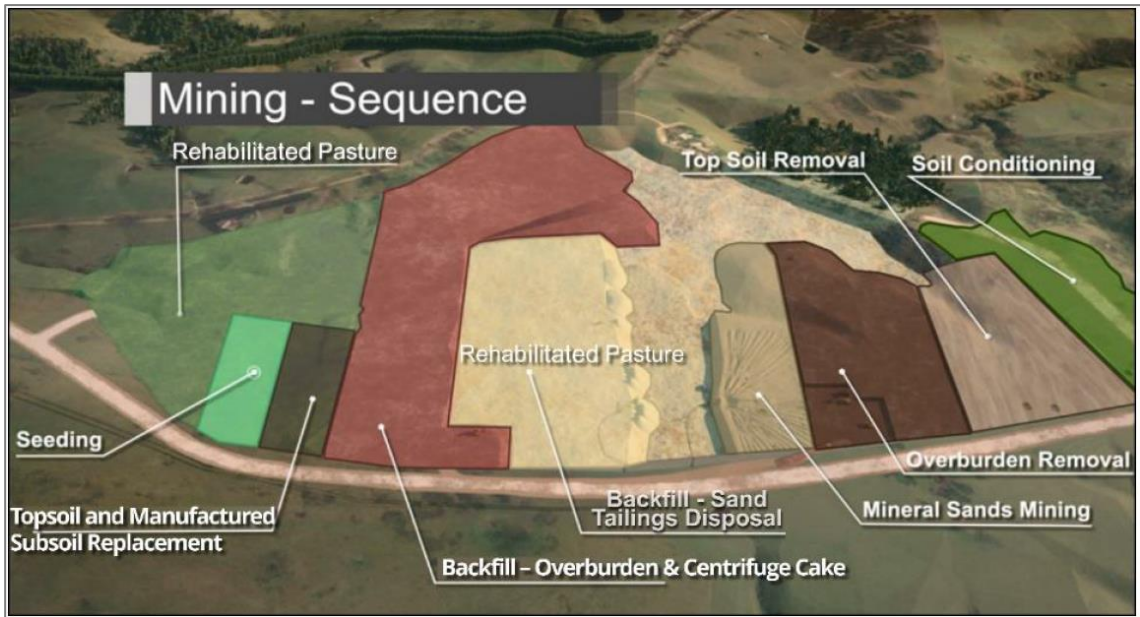 Mining - Sequence
Rehabilitated Pasture
Top Soil Removal
Soil Conditioning
Rehabilitated Pasture
Seeding
Overburden Removal
Backfill - Sand
Tailings Disposal
Mineral Sands Mining
Topsoil and Manufactured
Subsoil Replacement
Backfill – Overburden & Centrifuge Cake